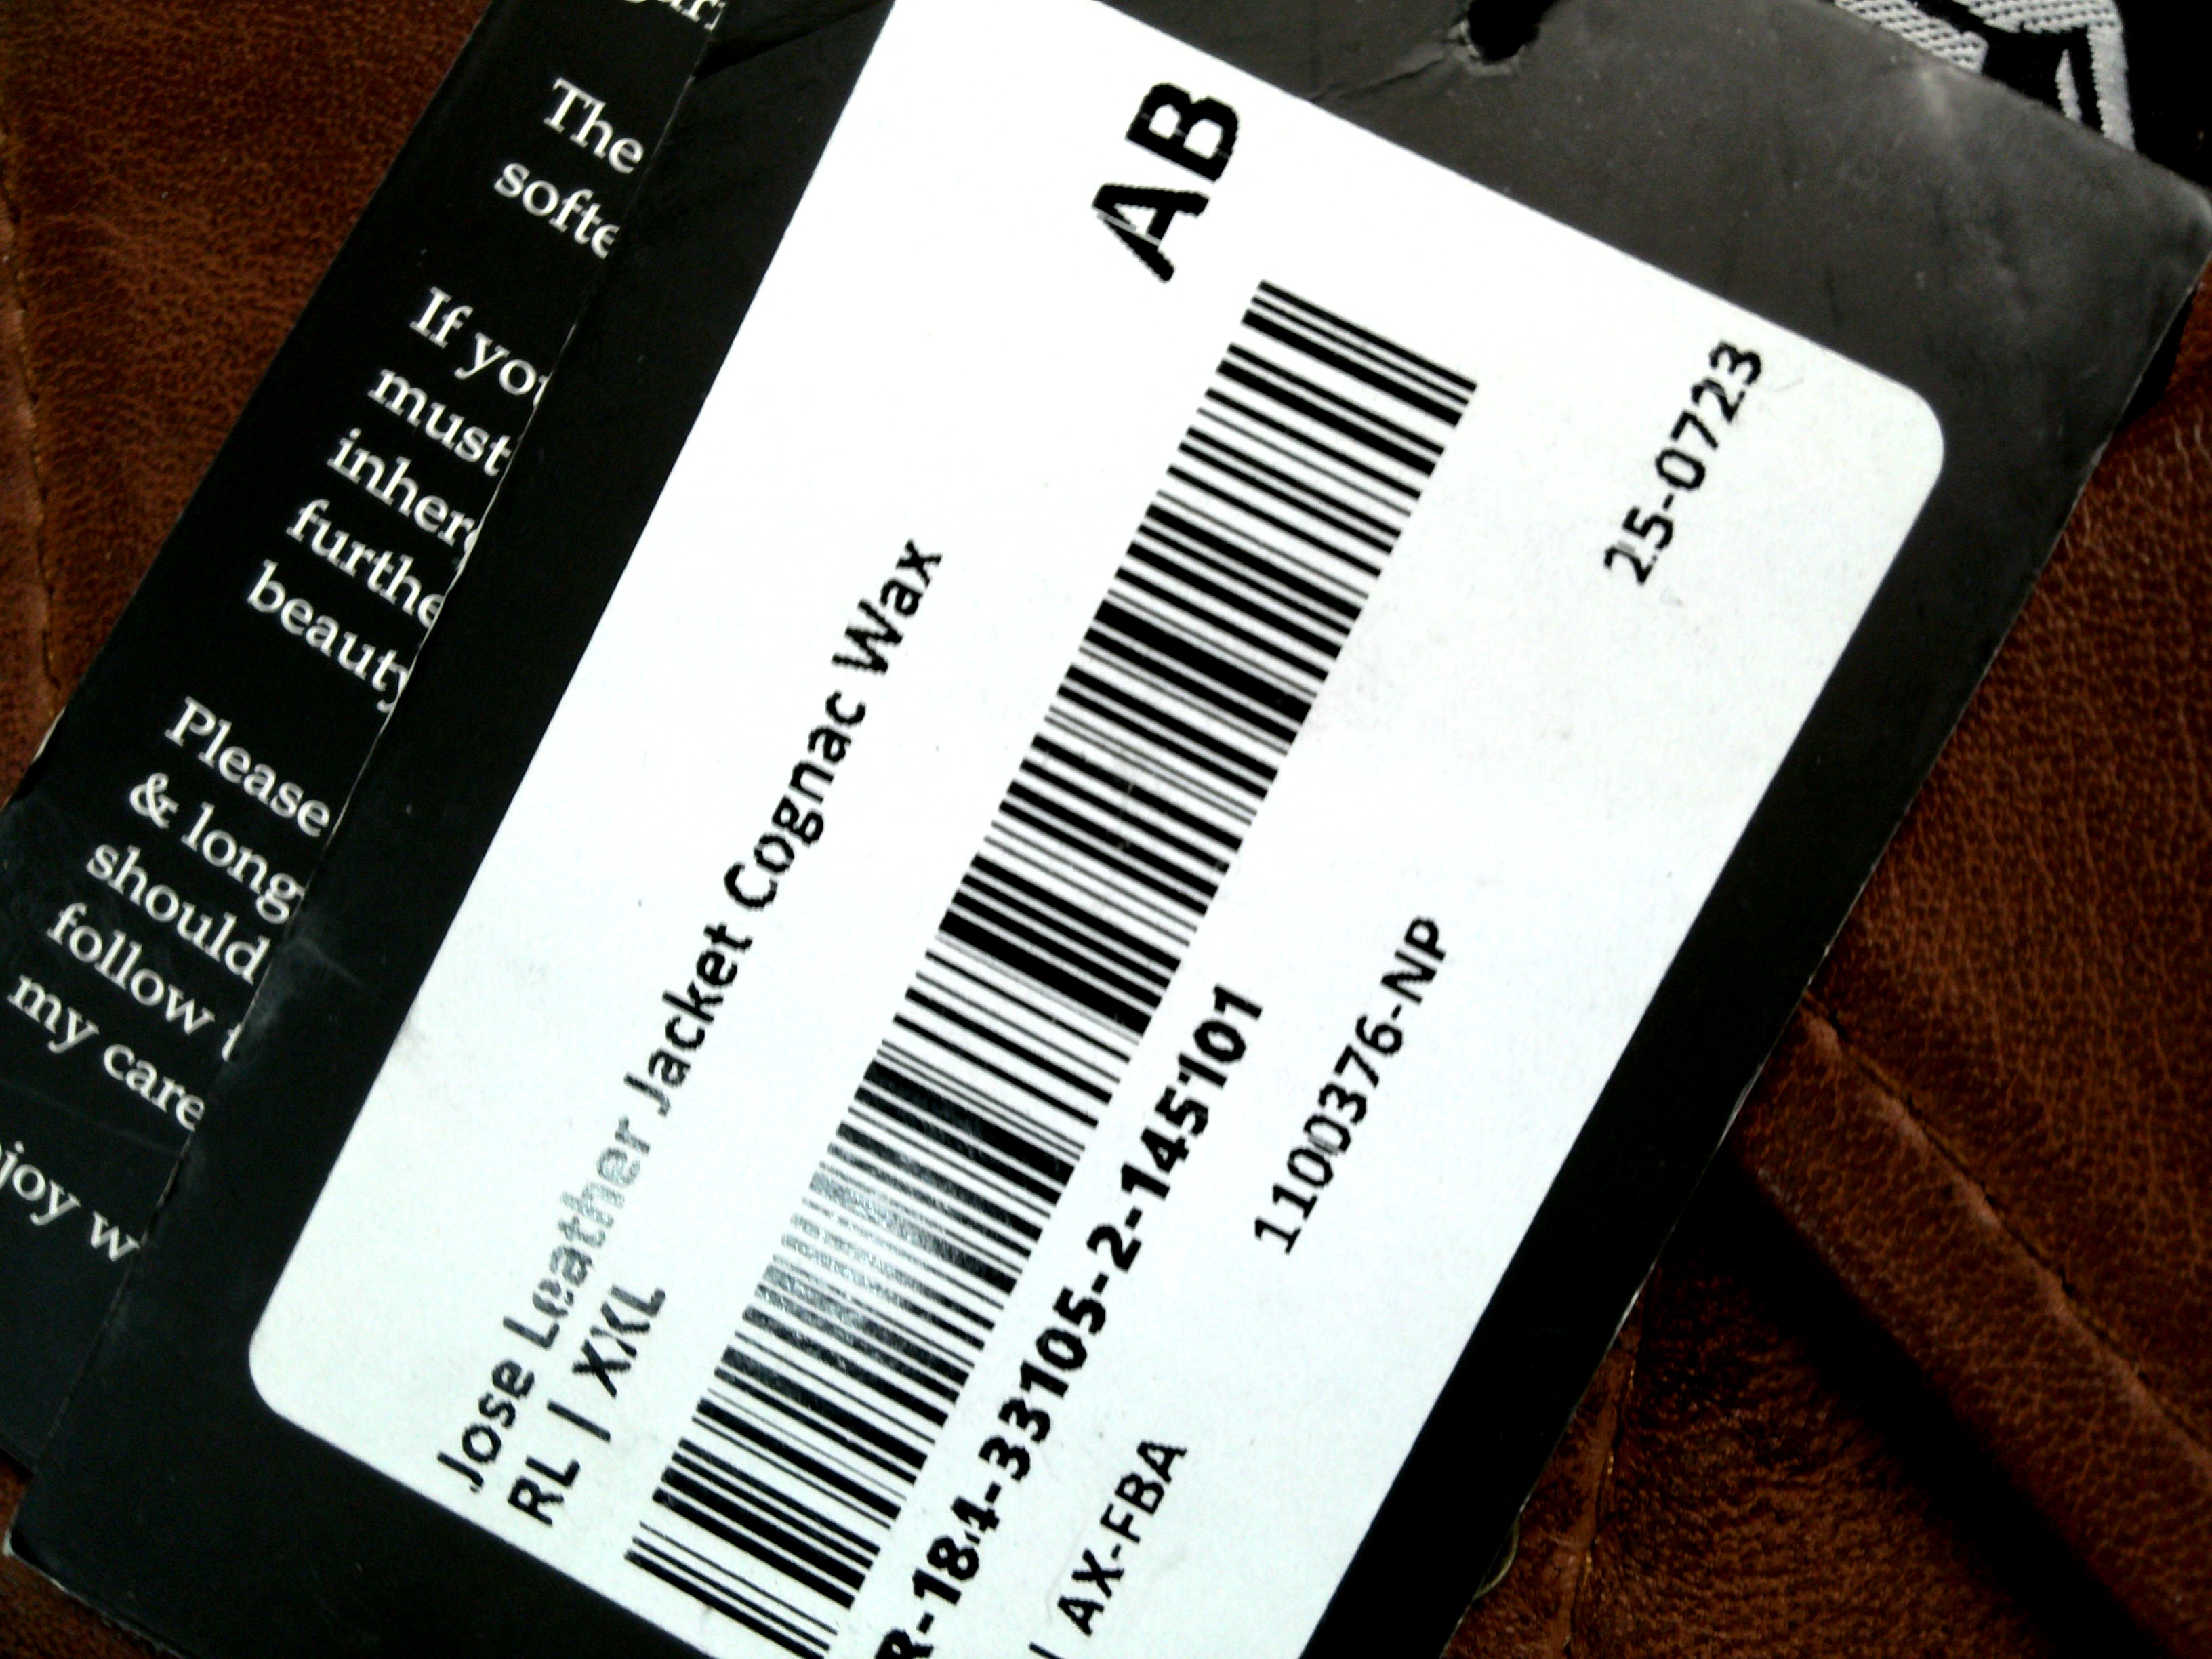 The
softe
If you
must
inher
furthe
beauty
Please
& long
should
follow t
my care
joy w
AB
Jose Leather Jacket Cognac Wax
RL | XXL
R-184-33105-2-145101
| AX-FBA
1100376-NP
25-0723